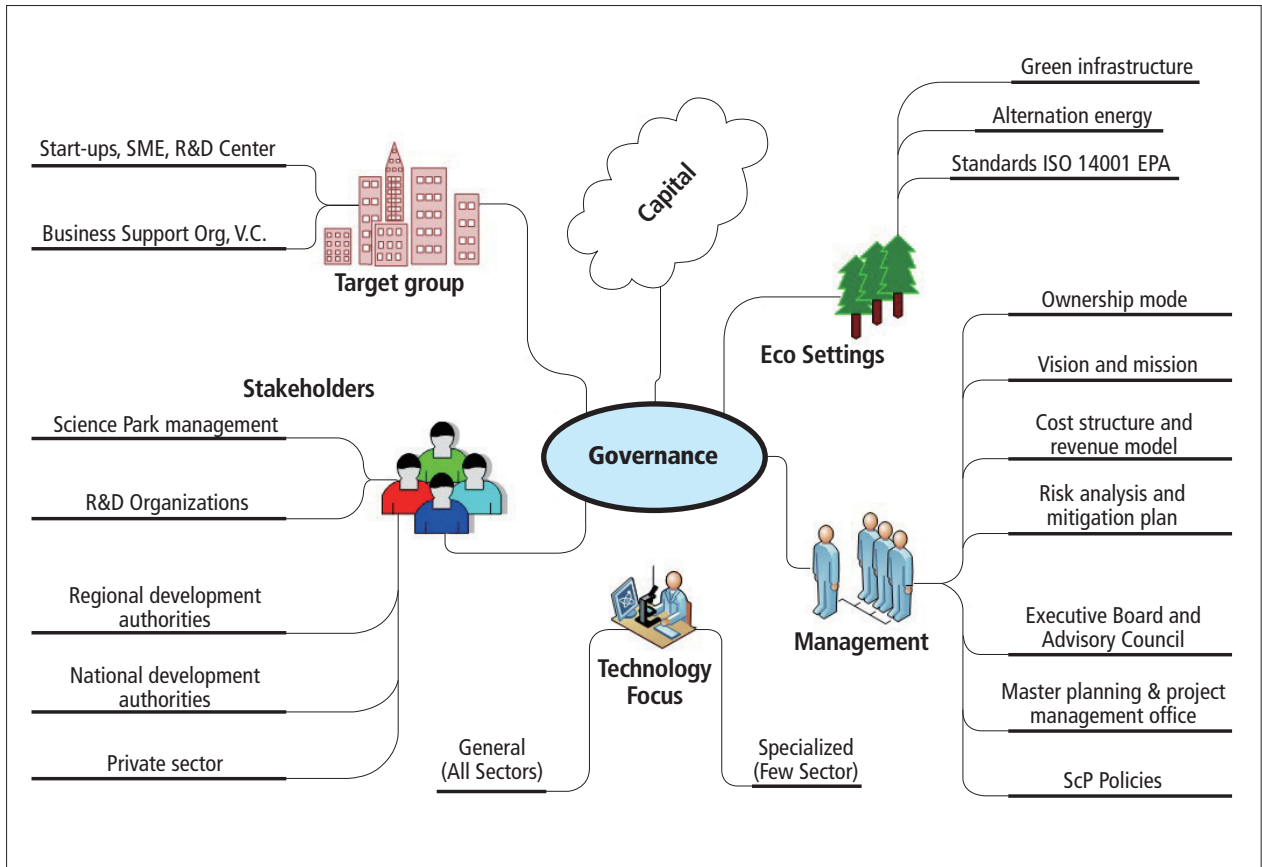 Start-ups, SME, R&D Center
Business Support Org, V.C.
Target group
Capital
Green infrastructure
Alternation energy
Standards ISO 14001 EPA
Eco Settings
Stakeholders
Science Park management
R&D Organizations
Regional development
authorities
National development
authorities
Private sector
Governance
Technology
Focus
General
(All Sectors)
Specialized
(Few Sector)
Management
Ownership mode
Vision and mission
Cost structure and
revenue model
Risk analysis and
mitigation plan
Executive Board and
Advisory Council
Master planning & project
management office
ScP Policies